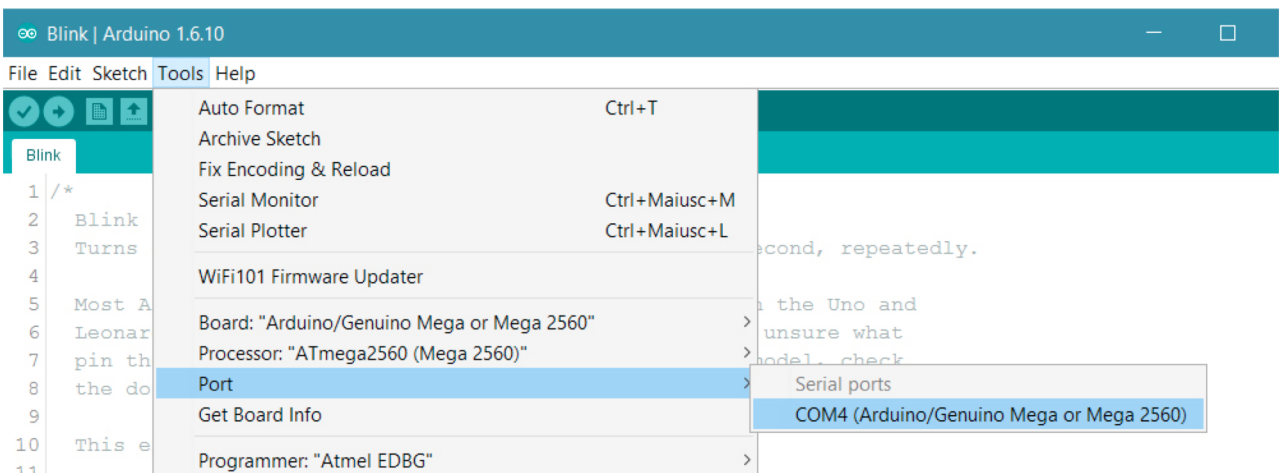 Blink | Arduino 1.6.10
File Edit Sketch Tools Help
Auto Format Ctrl+T
Archive Sketch
Fix Encoding & Reload
Serial Monitor Ctrl+Maiusc+M
Serial Plotter Ctrl+Maiusc+L
WiFi101 Firmware Updater
Board: "Arduino/Genuino Mega or Mega 2560"
Processor: "ATmega2560 (Mega 2560)"
Port
Get Board Info
Programmer: "Atmel EDBG"
Serial ports
COM4 (Arduino/Genuino Mega or Mega 2560)
Blink
1 /*
2 Blink
3 Turns econd, repeatedly.
4
5 Most A the Uno and
6 Leonar unsure what
7 pin th model, check
8 the do
9
10 This e
11